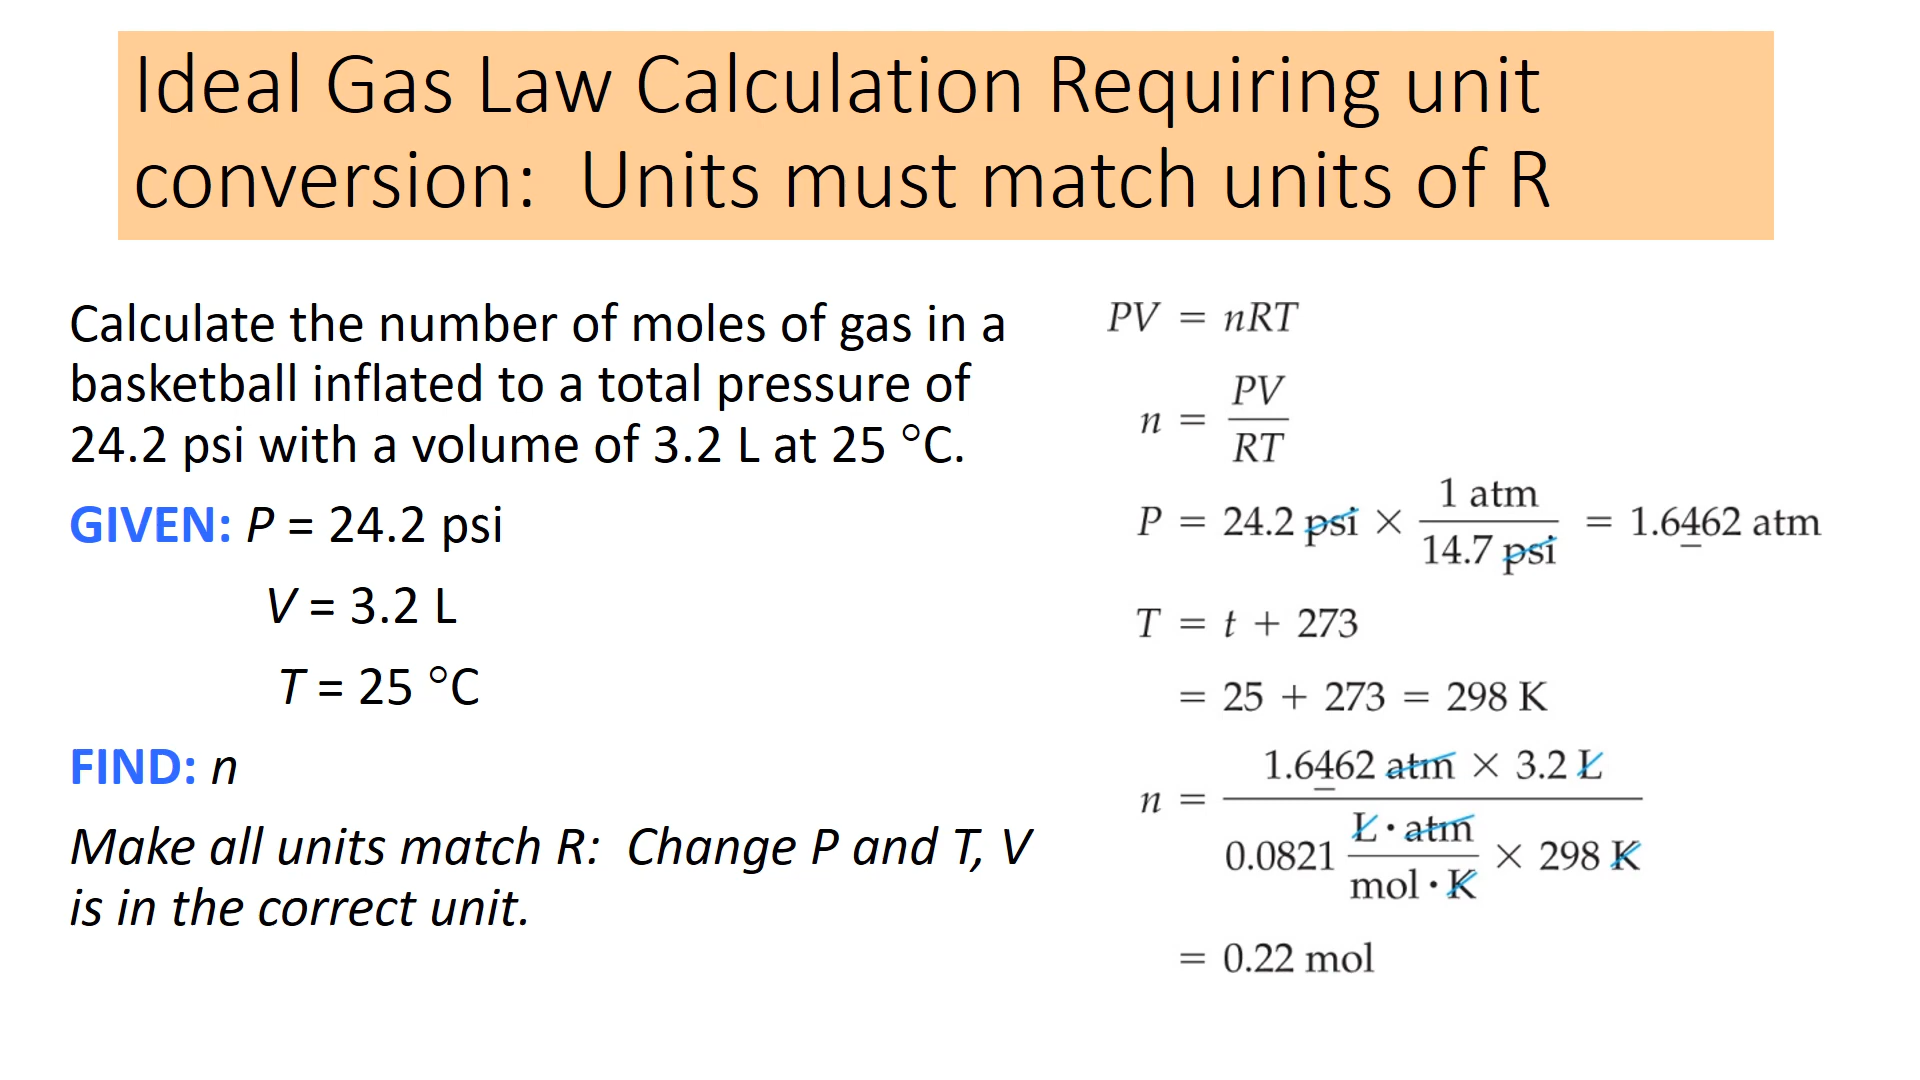 Ideal Gas Law Calculation Requiring unit
conversion:  Units must match units of R
Calculate the number of moles of gas in a
basketball inflated to a total pressure of
24.2 psi with a volume of 3.2 L at 25 °C.
GIVEN: P = 24.2 psi
V = 3.2 L
T = 25 °C
FIND: n
Make all units match R:  Change P and T, V
is in the correct unit.
PV = nRT
n = PV / RT
P = 24.2 psi × 1 atm / 14.7 psi = 1.6462 atm
T = t + 273
= 25 + 273 = 298 K
n = 1.6462 atm × 3.2 L / 0.0821 L · atm / mol · K × 298 K
= 0.22 mol